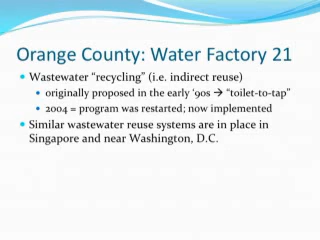 Orange County: Water Factory 21
Wastewater “recycling” (i.e. indirect reuse)
originally proposed in the early ‘90s → “toilet-to-tap”
2004 = program was restarted; now implemented
Similar wastewater reuse systems are in place in
Singapore and near Washington, D.C.